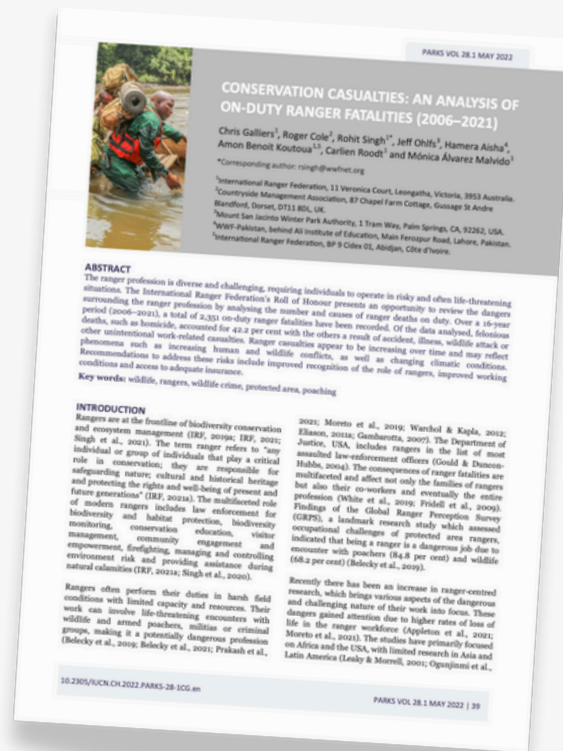 PARKS VOL 28.1 MAY 2022
CONSERVATION CASUALTIES: AN ANALYSIS OF
ON-DUTY RANGER FATALITIES (2006–2021)
Chris Galliers¹, Roger Cole², Rohit Singh¹*, Jeff Ohlfs³, Hamera Aisha⁴,
Amon Benoit Koutoua¹,⁵, Carlien Roodt¹ and Mónica Álvarez Malvido¹
*Corresponding author: rsingh@wwfnet.org
¹International Ranger Federation, 11 Veronica Court, Leongatha, Victoria, 3953 Australia.
²Countryside Management Association, 87 Chapel Farm Cottage, Gussage St Andre
Blandford, Dorset, DT11 8DL, UK.
³Mount San Jacinto Winter Park Authority, 1 Tram Way, Palm Springs, CA, 92262, USA.
⁴WWF-Pakistan, behind Ali Institute of Education, Main Ferozpur Road, Lahore, Pakistan.
⁵International Ranger Federation, BP 9 Cidex 01, Abidjan, Côte d'Ivoire.
ABSTRACT
The ranger profession is diverse and challenging, requiring individuals to operate in risky and often life-threatening
situations. The International Ranger Federation's Roll of Honour presents an opportunity to review the dangers
surrounding the ranger profession by analysing the number and causes of ranger deaths on duty. Over a 16-year
period (2006–2021), a total of 2,351 on-duty ranger fatalities have been recorded. Of the data analysed, felonious
deaths, such as homicide, accounted for 42.2 per cent with the others a result of accident, illness, wildlife attack or
other unintentional work-related casualties. Ranger casualties appear to be increasing over time and may reflect
phenomena such as increasing human and wildlife conflicts, as well as changing climatic conditions.
Recommendations to address these risks include improved recognition of the role of rangers, improved working
conditions and access to adequate insurance.
Key words: wildlife, rangers, wildlife crime, protected area, poaching
INTRODUCTION
Rangers are at the frontline of biodiversity conservation
and ecosystem management (IRF, 2019a; IRF, 2021;
Singh et al., 2021). The term ranger refers to "any
individual or group of individuals that play a critical
role in conservation; they are responsible for
safeguarding nature; cultural and historical heritage
and protecting the rights and well-being of present and
future generations" (IRF, 2021a). The multifaceted role
of modern rangers includes law enforcement for
biodiversity and habitat protection, biodiversity
monitoring, conservation education, visitor
management, community engagement and
empowerment, firefighting, managing and controlling
environment risk and providing assistance during
natural calamities (IRF, 2021a; Singh et al., 2020).
Rangers often perform their duties in harsh field
conditions with limited capacity and resources. Their
work can involve life-threatening encounters with
wildlife and armed poachers, militias or criminal
groups, making it a potentially dangerous profession
(Belecky et al., 2019; Belecky et al., 2021; Prakash et al.,
2021; Moreto et al., 2019; Warchol & Kapla, 2012;
Eliason, 2011a; Gambarotta, 2007). The Department of
Justice, USA, includes rangers in the list of most
assaulted law-enforcement officers (Gould & Duncon-
Hubbs, 2004). The consequences of ranger fatalities are
multifaceted and affect not only the families of rangers
but also their co-workers and eventually the entire
profession (White et al., 2019; Fridell et al., 2009).
Findings of the Global Ranger Perception Survey
(GRPS), a landmark research study which assessed
occupational challenges of protected area rangers,
indicated that being a ranger is a dangerous job due to
encounter with poachers (84.8 per cent) and wildlife
(68.2 per cent) (Belecky et al., 2019).
Recently there has been an increase in ranger-centred
research, which brings various aspects of the dangerous
and challenging nature of their work into focus. These
dangers gained attention due to higher rates of loss of
life in the ranger workforce (Appleton et al., 2021;
Moreto et al., 2021). The studies have primarily focused
on Africa and the USA, with limited research in Asia and
Latin America (Leaky & Morrell, 2001; Ogunjinmi et al.,
10.2305/IUCN.CH.2022.PARKS-28-1CG.en
PARKS VOL 28.1 MAY 2022 | 39